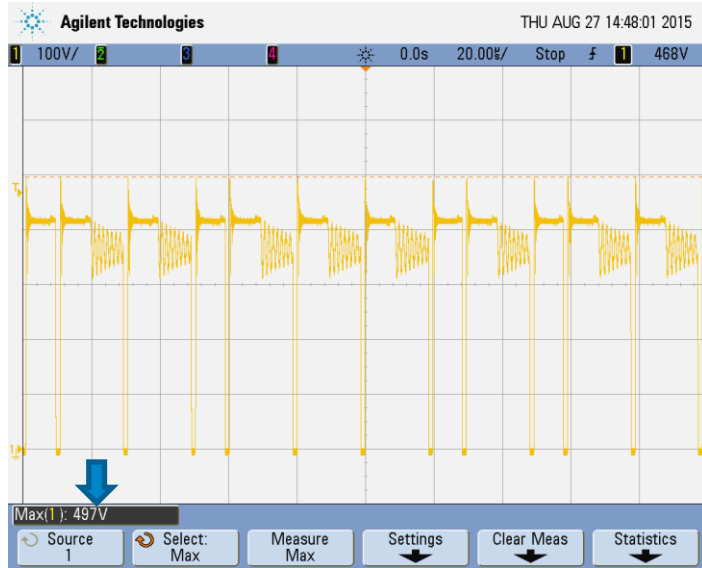 Agilent Technologies THU AUG 27 14:48:01 2015
1 100V/ 2 3 4 0.0s 20.00㎲/ Stop 1 468V
T
1
Max(1): 497V
Source Select: Measure Settings Clear Meas Statistics
1 Max Max